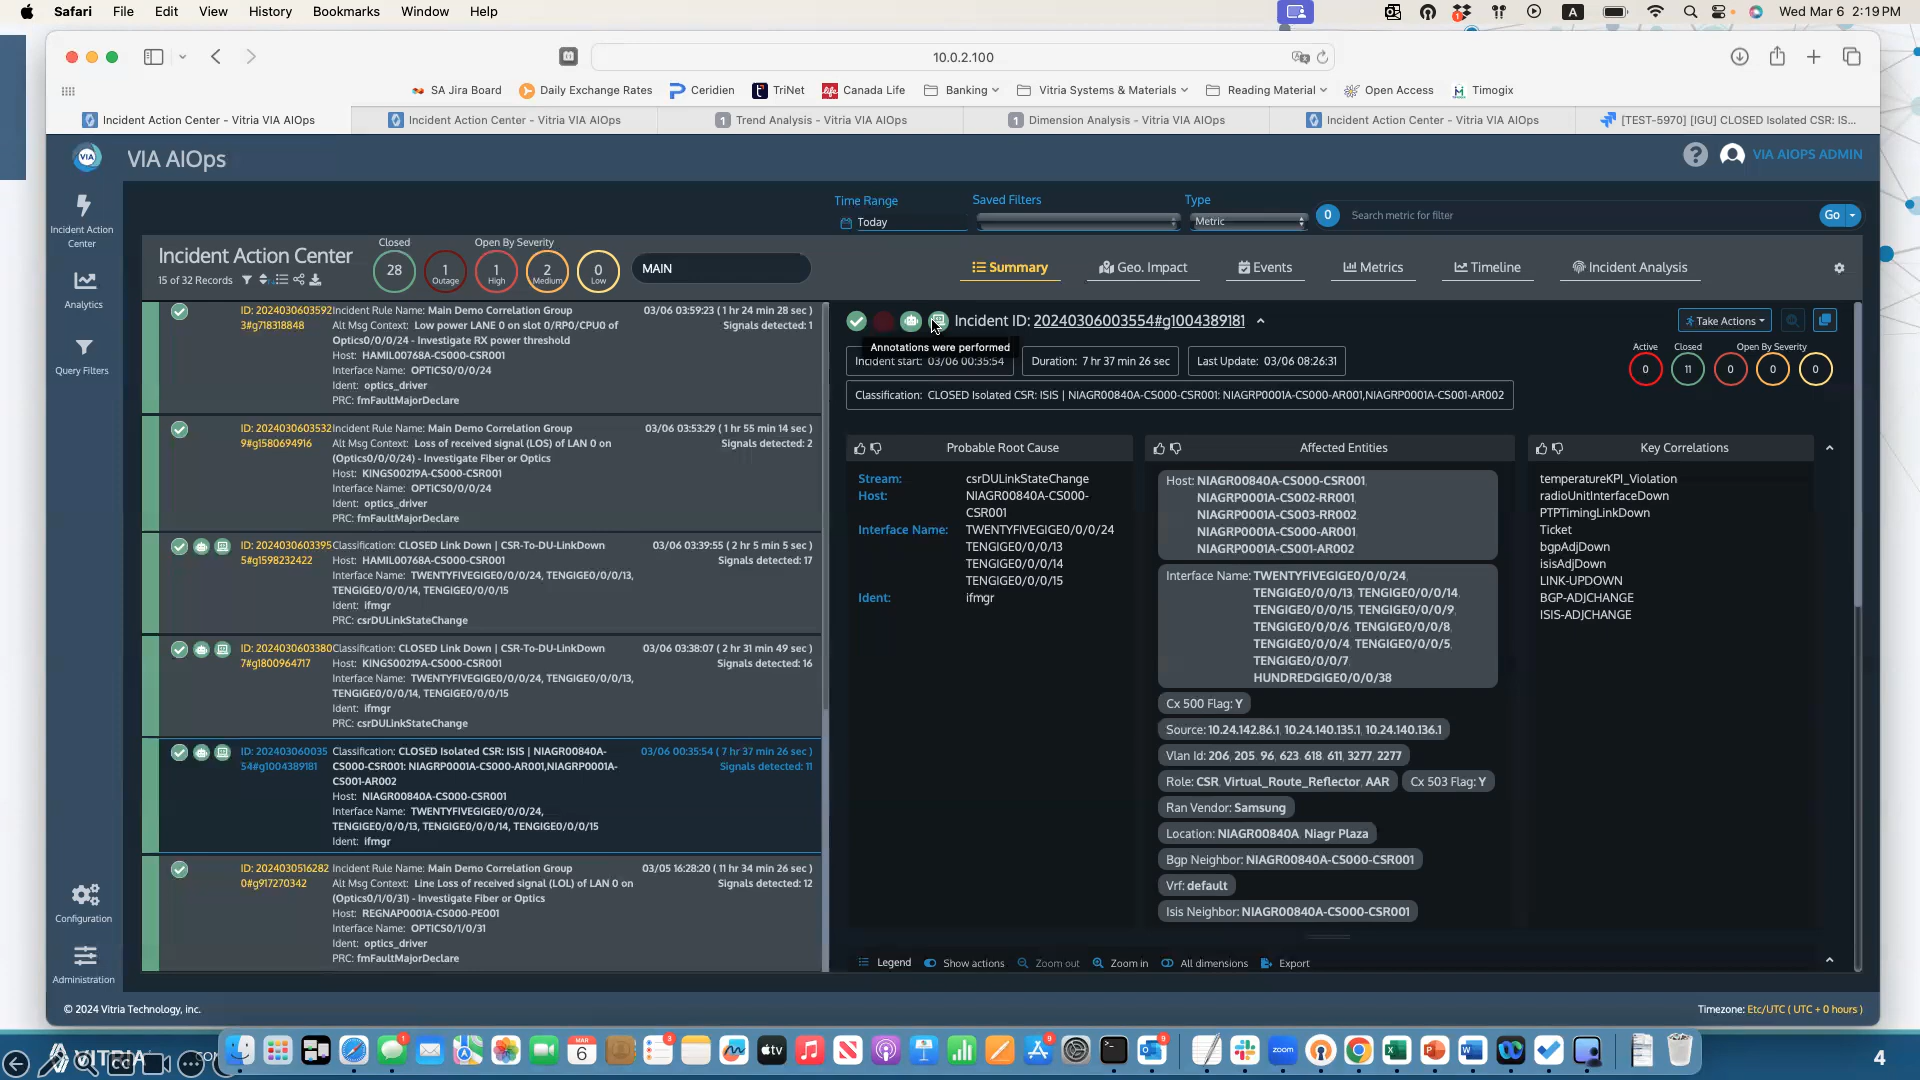 Safari File Edit View History Bookmarks Window Help
A
Wed Mar 6 2:19 PM
10.0.2.100
SA Jira Board
Daily Exchange Rates
Ceridien
TriNet
Canada Life
Banking
Vitria Systems & Materials
Reading Material
Open Access
Timogix
Incident Action Center - Vitria VIA AIOps
Incident Action Center - Vitria VIA AIOps
1 Trend Analysis - Vitria VIA AIOps
1 Dimension Analysis - Vitria VIA AIOps
Incident Action Center - Vitria VIA AIOps
[TEST-5970] [IGU] CLOSED Isolated CSR: IS...
VIA
VIA AIOps
? VIA AIOPS ADMIN
Incident Action Center
Analytics
Query Filters
Configuration
Administration
Time Range
Today
Saved Filters
Type
Metric
0
Search metric for filter
Go
Incident Action Center
15 of 32 Records
Closed
28
Open By Severity
1 Outage
1 High
2 Medium
0 Low
MAIN
Summary
Geo. Impact
Events
Metrics
Timeline
Incident Analysis
ID: 2024030603592 3#g718318848
Incident Rule Name: Main Demo Correlation Group
03/06 03:59:23 ( 1 hr 24 min 28 sec )
Alt Msg Context: Low power LANE 0 on slot 0/RP0/CPU0 of
Signals detected: 1
Optics0/0/0/24 - Investigate RX power threshold
Host: HAMIL00768A-CS000-CSR001
Interface Name: OPTICS0/0/0/24
Ident: optics_driver
PRC: fmFaultMajorDeclare
ID: 2024030603532 9#g1580694916
Incident Rule Name: Main Demo Correlation Group
03/06 03:53:29 ( 1 hr 55 min 14 sec )
Alt Msg Context: Loss of received signal (LOS) of LAN 0 on
Signals detected: 2
(Optics0/0/0/24) - Investigate Fiber or Optics
Host: KINGS00219A-CS000-CSR001
Interface Name: OPTICS0/0/0/24
Ident: optics_driver
PRC: fmFaultMajorDeclare
ID: 2024030603395 5#g1598232422
Classification: CLOSED Link Down | CSR-To-DU-LinkDown
03/06 03:39:55 ( 2 hr 5 min 5 sec )
Host: HAMIL00768A-CS000-CSR001
Signals detected: 17
Interface Name: TWENTYFIVEGIGE0/0/0/24, TENGIGE0/0/0/13,
TENGIGE0/0/0/14, TENGIGE0/0/0/15
Ident: ifmgr
PRC: csrDULinkStateChange
ID: 2024030603380 7#g1800964717
Classification: CLOSED Link Down | CSR-To-DU-LinkDown
03/06 03:38:07 ( 2 hr 31 min 49 sec )
Host: KINGS00219A-CS000-CSR001
Signals detected: 16
Interface Name: TWENTYFIVEGIGE0/0/0/24, TENGIGE0/0/0/13,
TENGIGE0/0/0/14, TENGIGE0/0/0/15
Ident: ifmgr
PRC: csrDULinkStateChange
ID: 202403060035 54#g1004389181
Classification: CLOSED Isolated CSR: ISIS | NIAGR00840A-
03/06 00:35:54 ( 7 hr 37 min 26 sec )
CS000-CSR001: NIAGRP0001A-CS000-AR001,NIAGRP0001A-
Signals detected: 11
CS001-AR002
Host: NIAGR00840A-CS000-CSR001
Interface Name: TWENTYFIVEGIGE0/0/0/24,
TENGIGE0/0/0/13, TENGIGE0/0/0/14, TENGIGE0/0/0/15
Ident: ifmgr
ID: 2024030516282 0#g917270342
Incident Rule Name: Main Demo Correlation Group
03/05 16:28:20 ( 11 hr 34 min 26 sec )
Alt Msg Context: Line Loss of received signal (LOL) of LAN 0 on
Signals detected: 12
(Optics0/1/0/31) - Investigate Fiber or Optics
Host: REGNAP0001A-CS000-PE001
Interface Name: OPTICS0/1/0/31
Ident: optics_driver
PRC: fmFaultMajorDeclare
Incident ID: 20240306003554#g1004389181
Take Actions
Annotations were performed
Incident start: 03/06 00:35:54
Duration: 7 hr 37 min 26 sec
Last Update: 03/06 08:26:31
Active
0
Closed
11
Open By Severity
0 0 0
Classification: CLOSED Isolated CSR: ISIS | NIAGR00840A-CS000-CSR001: NIAGRP0001A-CS000-AR001,NIAGRP0001A-CS001-AR002
Probable Root Cause
Stream: csrDULinkStateChange
Host: NIAGR00840A-CS000-
CSR001
Interface Name: TWENTYFIVEGIGE0/0/0/24
TENGIGE0/0/0/13
TENGIGE0/0/0/14
TENGIGE0/0/0/15
Ident: ifmgr
Affected Entities
Host: NIAGR00840A-CS000-CSR001,
NIAGRP0001A-CS002-RR001,
NIAGRP0001A-CS003-RR002,
NIAGRP0001A-CS000-AR001,
NIAGRP0001A-CS001-AR002
Interface Name: TWENTYFIVEGIGE0/0/0/24,
TENGIGE0/0/0/13, TENGIGE0/0/0/14,
TENGIGE0/0/0/15, TENGIGE0/0/0/9,
TENGIGE0/0/0/6, TENGIGE0/0/0/8,
TENGIGE0/0/0/4, TENGIGE0/0/0/5,
TENGIGE0/0/0/7,
HUNDREDGIGE0/0/0/38
Cx 500 Flag: Y
Source: 10.24.142.86.1, 10.24.140.135.1, 10.24.140.136.1
Vlan Id: 206, 205, 96, 623, 618, 611, 3277, 2277
Role: CSR, Virtual_Route_Reflector, AAR
Cx 503 Flag: Y
Ran Vendor: Samsung
Location: NIAGR00840A, Niagr Plaza
Bgp Neighbor: NIAGR00840A-CS000-CSR001
Vrf: default
Isis Neighbor: NIAGR00840A-CS000-CSR001
Key Correlations
temperatureKPI_Violation
radioUnitInterfaceDown
PTPTimingLinkDown
Ticket
bgpAdjDown
isisAdjDown
LINK-UPDOWN
BGP-ADJCHANGE
ISIS-ADJCHANGE
Legend
Show actions
Zoom out
Zoom in
All dimensions
Export
© 2024 Vitria Technology, inc.
Timezone: Etc/UTC ( UTC + 0 hours )
VITRIA
4